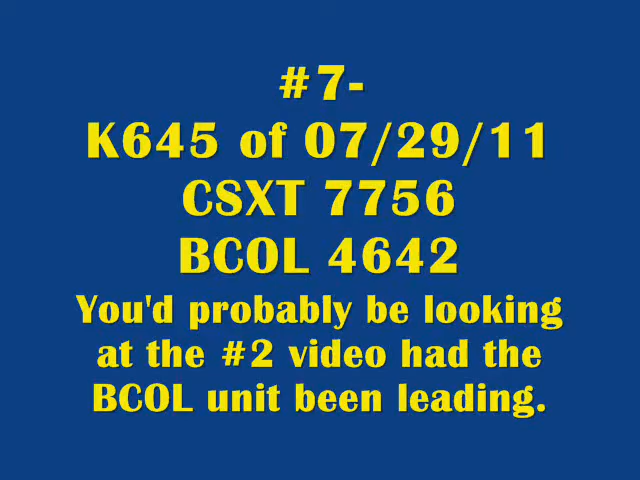 #7-
K645 of 07/29/11
CSXT 7756
BCOL 4642
You'd probably be looking
at the #2 video had the
BCOL unit been leading.